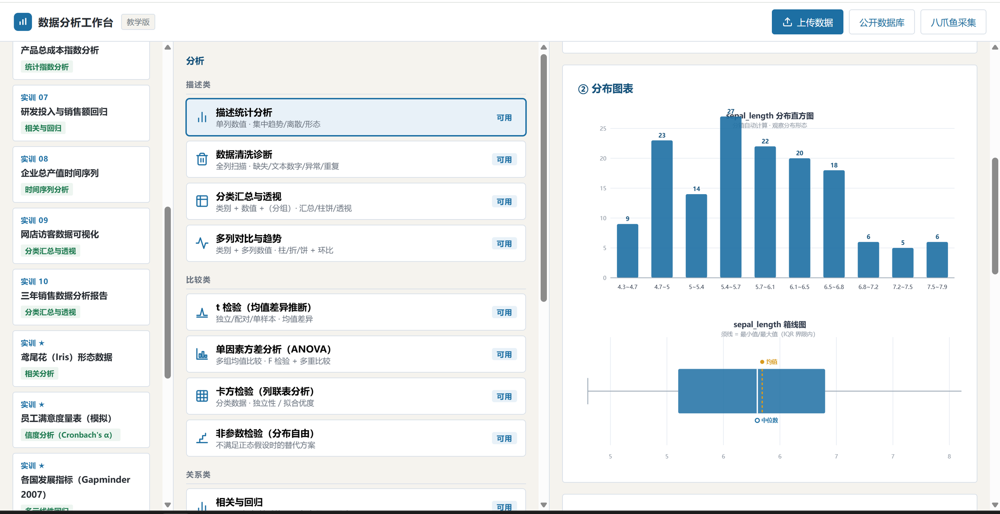 数据分析工作台 教学版
上传数据 公开数据库 八爪鱼采集
产品总成本指数分析
统计指数分析
实训 07
研发投入与销售额回归
相关与回归
实训 08
企业总产值时间序列
时间序列分析
实训 09
网店访客数据可视化
分类汇总与透视
实训 10
三年销售数据分析报告
分类汇总与透视
实训 ★
鸢尾花（Iris）形态数据
相关分析
实训 ★
员工满意度量表（模拟）
信度分析（Cronbach's α）
实训 ★
各国发展指标（Gapminder
2007）
多元线性回归
分析
描述类
描述统计分析
单列数值 · 集中趋势/离散/形态
可用
数据清洗诊断
全列扫描 · 缺失/文本数字/异常/重复
可用
分类汇总与透视
类别 + 数值 +（分组）· 汇总/柱饼/透视
可用
多列对比与趋势
类别 + 多列数值 · 柱/折/饼 + 环比
可用
比较类
t 检验（均值差异推断）
独立/配对/单样本 · 均值差异
可用
单因素方差分析（ANOVA）
多组均值比较 · F 检验 + 多重比较
可用
卡方检验（列联表分析）
分类数据 · 独立性 / 拟合优度
可用
非参数检验（分布自由）
不满足正态假设时的替代方案
可用
关系类
相关与回归
可用
② 分布图表
sepal_length 分布直方图
分箱自动计算 · 观察分布形态
25
20
15
10
5
0
9 23 14 27 22 20 18 6 5 6
4.3~4.7 4.7~5 5~5.4 5.4~5.7 5.7~6.1 6.1~6.5 6.5~6.8 6.8~7.2 7.2~7.5 7.5~7.9
sepal_length 箱线图
须线 = 最小值/最大值（IQR 界限内）
均值
中位数
5 5 6 6 7 7 8